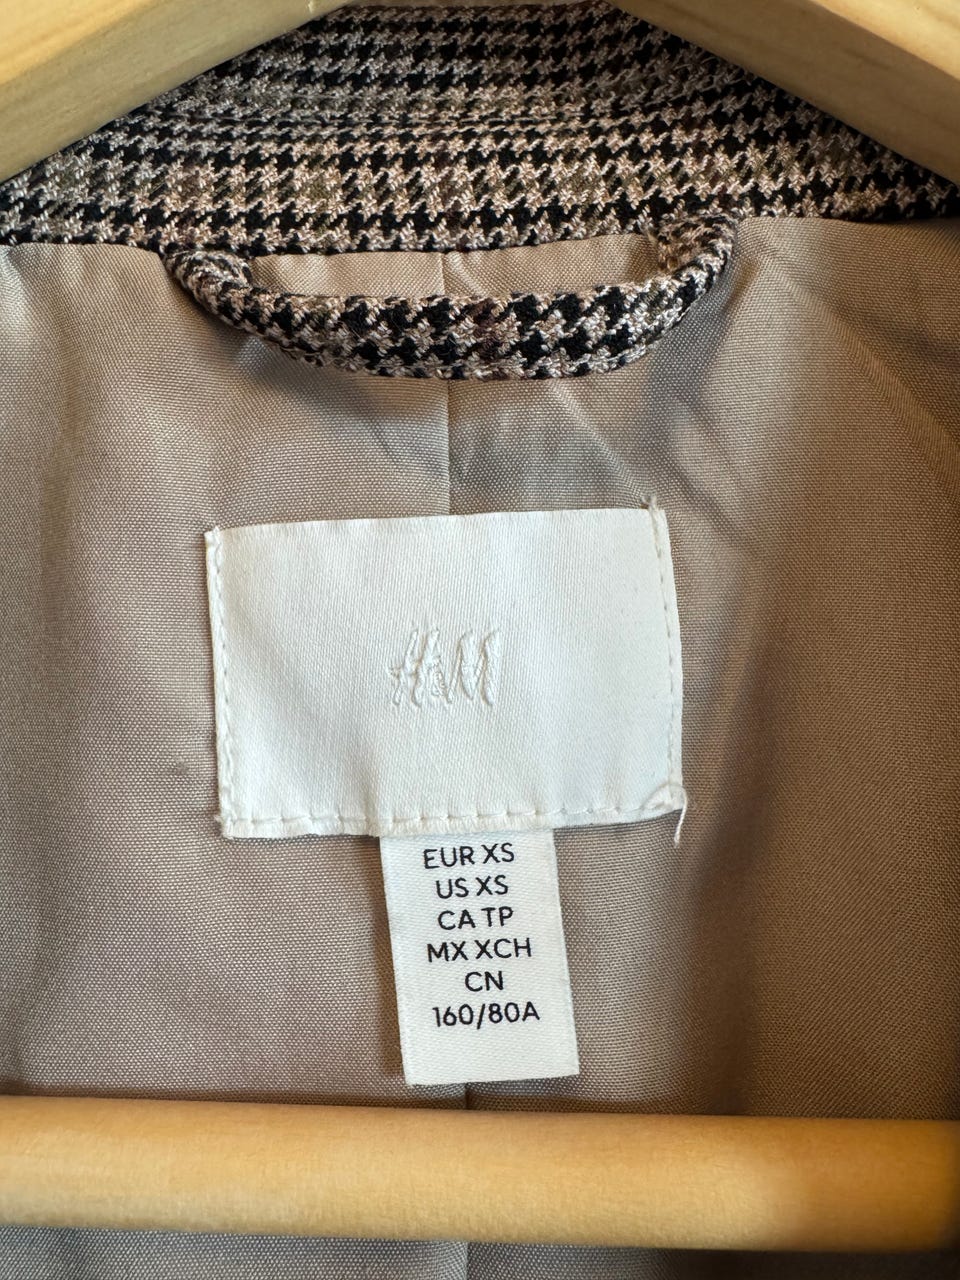 H&M
EUR XS
US XS
CA TP
MX XCH
CN
160/80A